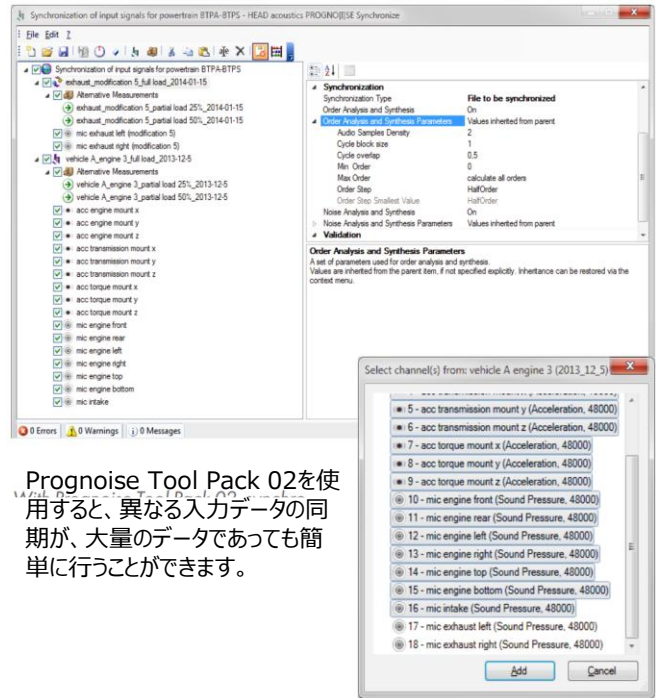 Synchronization of input signals for powertrain BTPA-BTPS - HEAD acoustics PROGNO[I]SE Synchronize
File Edit ?
Synchronization of input signals for powertrain BTPA-BTPS
exhaust_modification 5_full load_2014-01-15
Alternative Measurements
exhaust_modification 5_partial load 25%_2014-01-15
exhaust_modification 5_partial load 50%_2014-01-15
mic exhaust left (modification 5)
mic exhaust right (modification 5)
vehicle A_engine 3_full load_2013-12-5
Alternative Measurements
vehicle A_engine 3_partial load 25%_2013-12-5
vehicle A_engine 3_partial load 50%_2013-12-5
acc engine mount x
acc engine mount y
acc engine mount z
acc transmission mount x
acc transmission mount y
acc transmission mount z
acc torque mount x
acc torque mount y
acc torque mount z
mic engine front
mic engine rear
mic engine left
mic engine right
mic engine top
mic engine bottom
mic intake
Synchronization
Synchronization Type File to be synchronized
Order Analysis and Synthesis On
Order Analysis and Synthesis Parameters Values inherited from parent
Audio Samples Density 2
Cycle block size 1
Cycle overlap 0,5
Min Order 0
Max Order calculate all orders
Order Step HalfOrder
Order Step Smallest Value HalfOrder
Noise Analysis and Synthesis On
Noise Analysis and Synthesis Parameters Values inherited from parent
Validation
Order Analysis and Synthesis Parameters
A set of parameters used for order analysis and synthesis.
Values are inherited from the parent item, if not specified explicitly. Inheritance can be restored via the
context menu.
0 Errors 0 Warnings 0 Messages
Select channel(s) from: vehicle A engine 3 (2013_12_5)
5 - acc transmission mount y (Acceleration, 48000)
6 - acc transmission mount z (Acceleration, 48000)
7 - acc torque mount x (Acceleration, 48000)
8 - acc torque mount y (Acceleration, 48000)
9 - acc torque mount z (Acceleration, 48000)
10 - mic engine front (Sound Pressure, 48000)
11 - mic engine rear (Sound Pressure, 48000)
12 - mic engine left (Sound Pressure, 48000)
13 - mic engine right (Sound Pressure, 48000)
14 - mic engine top (Sound Pressure, 48000)
15 - mic engine bottom (Sound Pressure, 48000)
16 - mic intake (Sound Pressure, 48000)
17 - mic exhaust left (Sound Pressure, 48000)
18 - mic exhaust right (Sound Pressure, 48000)
Add Cancel
Prognoise Tool Pack 02を使
用すると、異なる入力データの同
期が、大量のデータであっても簡
単に行うことができます。